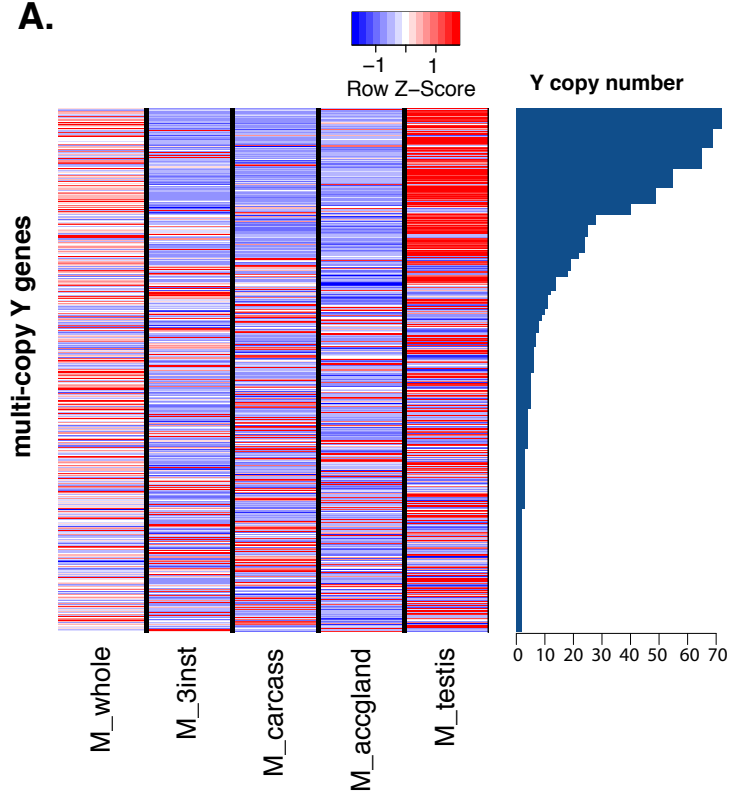 A.
−1 1
Row Z−Score
Y copy number
multi-copy Y genes
0 10 20 30 40 50 60 70
M_whole
M_3inst
M_carcass
M_accgland
M_testis